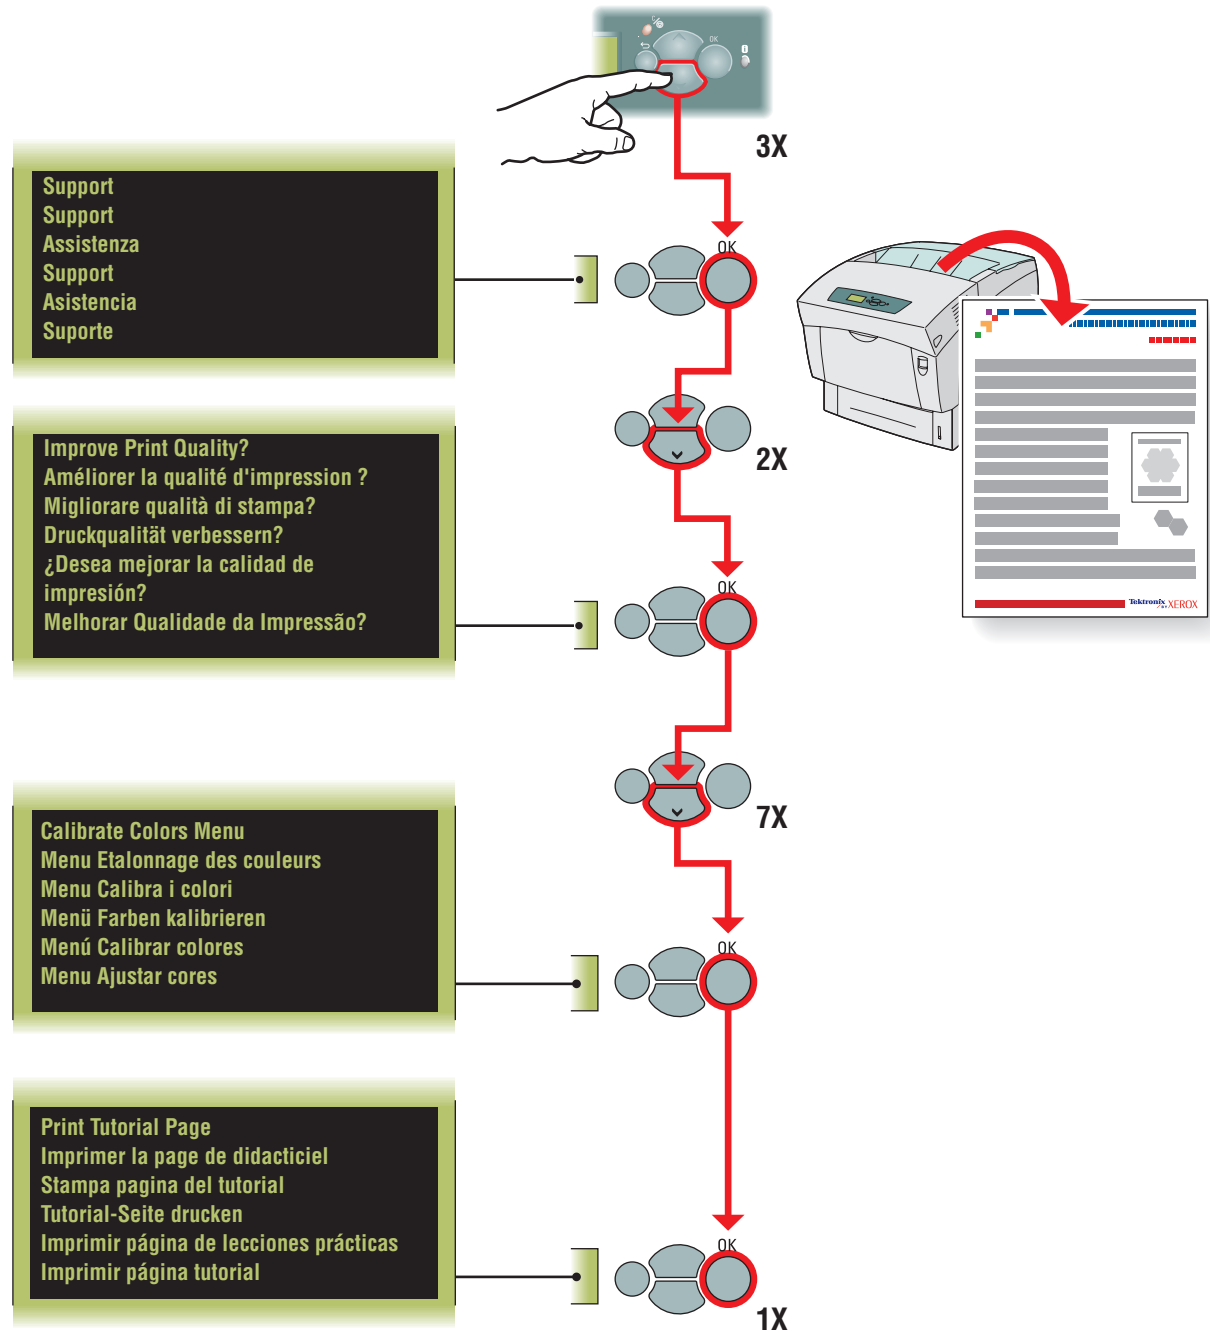 OK
3X
Support
Support
Assistenza
Support
Asistencia
Suporte
OK
Improve Print Quality?
Améliorer la qualité d'impression ?
Migliorare qualità di stampa?
Druckqualität verbessern?
¿Desea mejorar la calidad de
impresión?
Melhorar Qualidade da Impressão?
2X
OK
Tektronix
BY XEROX
7X
Calibrate Colors Menu
Menu Etalonnage des couleurs
Menu Calibra i colori
Menü Farben kalibrieren
Menú Calibrar colores
Menu Ajustar cores
OK
Print Tutorial Page
Imprimer la page de didacticiel
Stampa pagina del tutorial
Tutorial-Seite drucken
Imprimir página de lecciones prácticas
Imprimir página tutorial
OK
1X